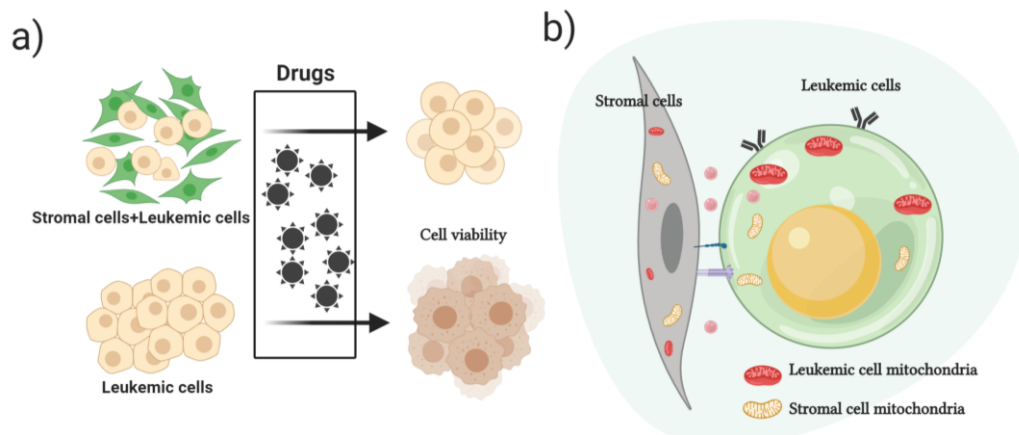 a)
Drugs
Stromal cells+Leukemic cells
Cell viability
Leukemic cells
b)
Stromal cells
Leukemic cells
Leukemic cell mitochondria
Stromal cell mitochondria